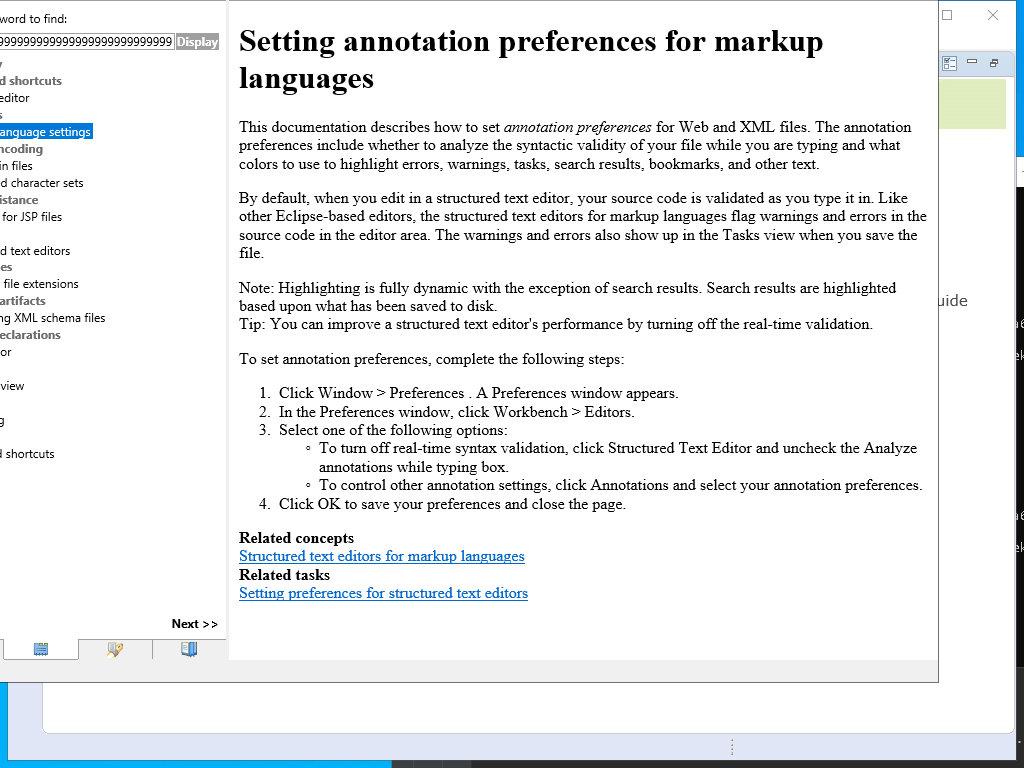 word to find:
Display
d shortcuts
editor
anguage settings
ncoding
in files
d character sets
istance
for JSP files
d text editors
es
file extensions
artifacts
ng XML schema files
eclarations
or
view
g
d shortcuts
Next >>
Setting annotation preferences for markup
languages
This documentation describes how to set annotation preferences for Web and XML files. The annotation
preferences include whether to analyze the syntactic validity of your file while you are typing and what
colors to use to highlight errors, warnings, tasks, search results, bookmarks, and other text.
By default, when you edit in a structured text editor, your source code is validated as you type it in. Like
other Eclipse-based editors, the structured text editors for markup languages flag warnings and errors in the
source code in the editor area. The warnings and errors also show up in the Tasks view when you save the
file.
Note: Highlighting is fully dynamic with the exception of search results. Search results are highlighted
based upon what has been saved to disk.
Tip: You can improve a structured text editor's performance by turning off the real-time validation.
To set annotation preferences, complete the following steps:
1. Click Window > Preferences . A Preferences window appears.
2. In the Preferences window, click Workbench > Editors.
3. Select one of the following options:
◦ To turn off real-time syntax validation, click Structured Text Editor and uncheck the Analyze
annotations while typing box.
◦ To control other annotation settings, click Annotations and select your annotation preferences.
4. Click OK to save your preferences and close the page.
Related concepts
Structured text editors for markup languages
Related tasks
Setting preferences for structured text editors
uide